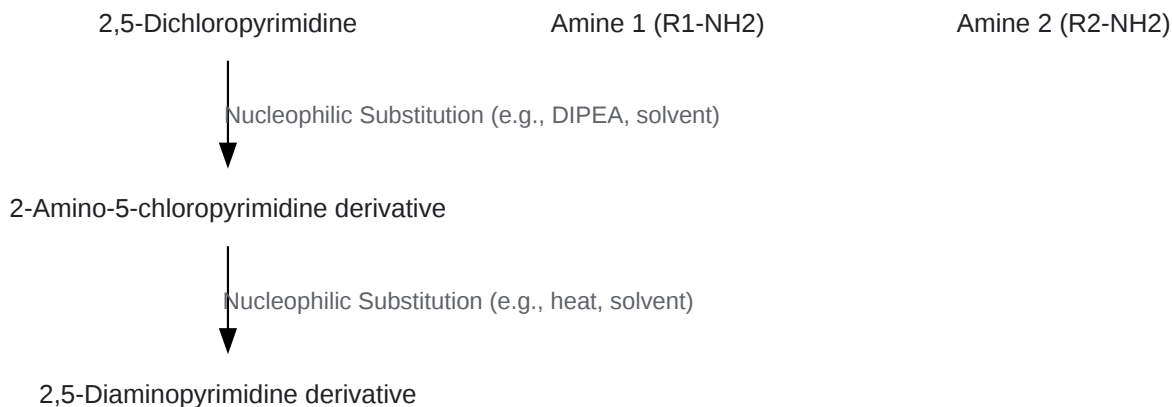 2,5-Dichloropyrimidine Amine 1 (R1-NH2) Amine 2 (R2-NH2)
Nucleophilic Substitution (e.g., DIPEA, solvent)
2-Amino-5-chloropyrimidine derivative
Nucleophilic Substitution (e.g., heat, solvent)
2,5-Diaminopyrimidine derivative